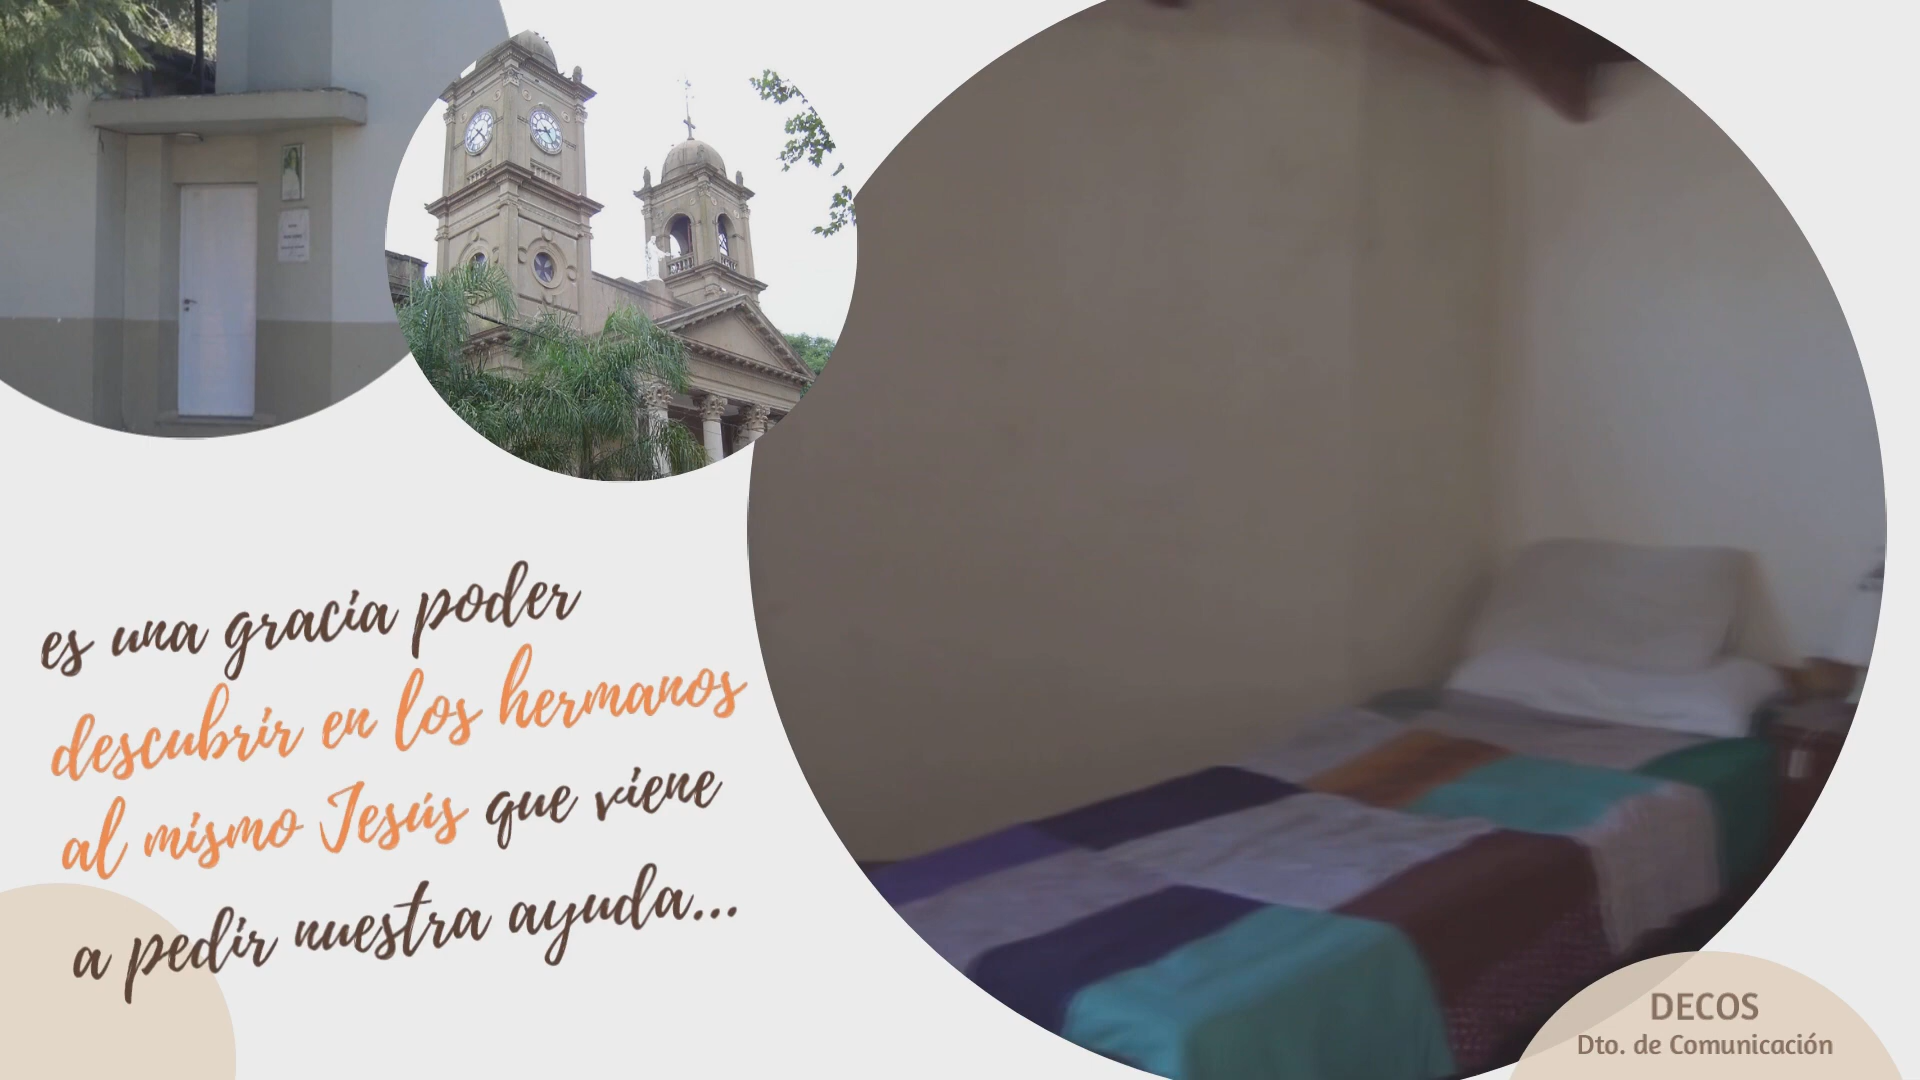 es una gracia poder
descubrir en los hermanos
al mismo Jesús que viene
a pedir nuestra ayuda...
DECOS
Dto. de Comunicación